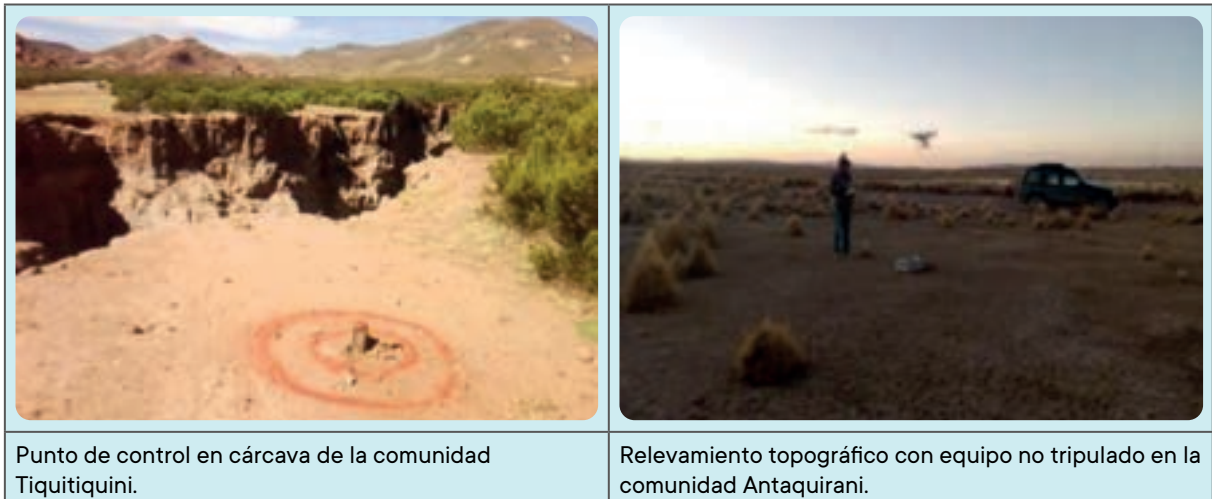 Punto de control en cárcava de la comunidad
Tiquitiquini.
Relevamiento topográfico con equipo no tripulado en la
comunidad Antaquirani.